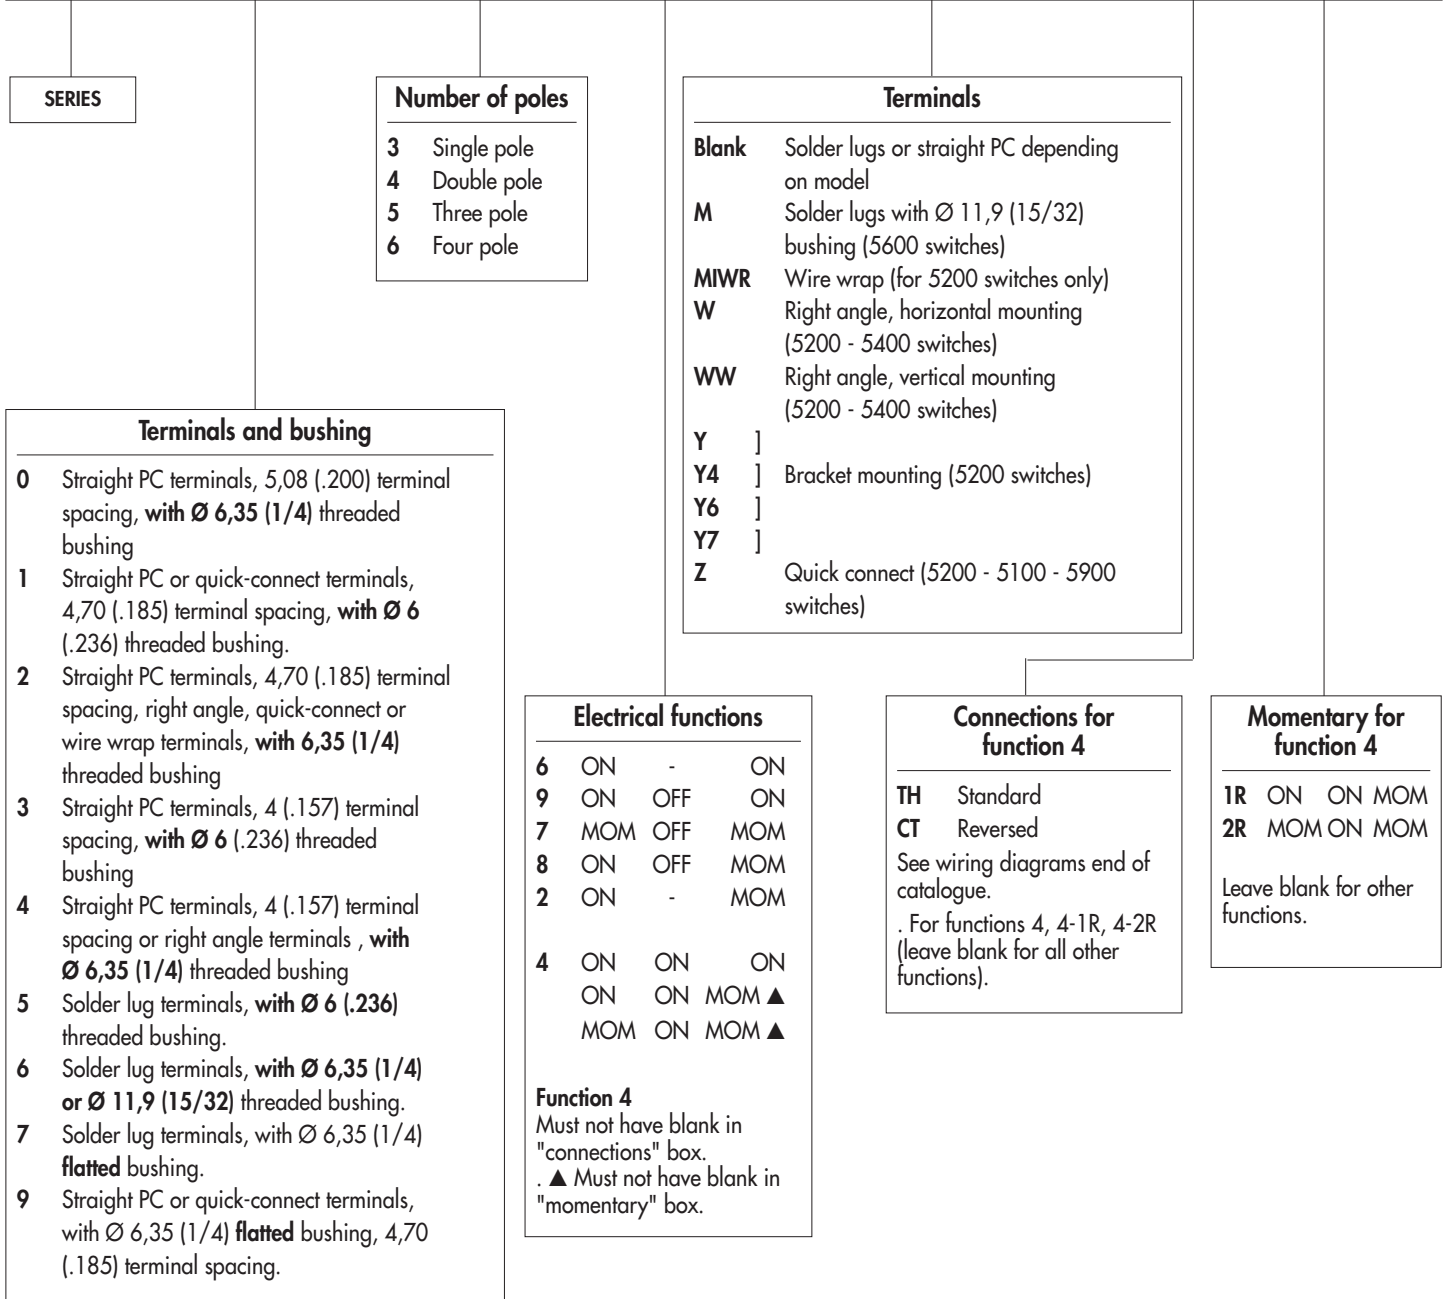 SERIES
Number of poles
3 Single pole
4 Double pole
5 Three pole
6 Four pole
Terminals
Blank Solder lugs or straight PC depending
on model
M Solder lugs with Ø 11,9 (15/32)
bushing (5600 switches)
MIWR Wire wrap (for 5200 switches only)
W Right angle, horizontal mounting
(5200 - 5400 switches)
WW Right angle, vertical mounting
(5200 - 5400 switches)
Y ]
Y4 ] Bracket mounting (5200 switches)
Y6 ]
Y7 ]
Z Quick connect (5200 - 5100 - 5900
switches)
Terminals and bushing
0 Straight PC terminals, 5,08 (.200) terminal
spacing, with Ø 6,35 (1/4) threaded
bushing
1 Straight PC or quick-connect terminals,
4,70 (.185) terminal spacing, with Ø 6
(.236) threaded bushing.
2 Straight PC terminals, 4,70 (.185) terminal
spacing, right angle, quick-connect or
wire wrap terminals, with 6,35 (1/4)
threaded bushing
3 Straight PC terminals, 4 (.157) terminal
spacing, with Ø 6 (.236) threaded
bushing
4 Straight PC terminals, 4 (.157) terminal
spacing or right angle terminals , with
Ø 6,35 (1/4) threaded bushing
5 Solder lug terminals, with Ø 6 (.236)
threaded bushing.
6 Solder lug terminals, with Ø 6,35 (1/4)
or Ø 11,9 (15/32) threaded bushing.
7 Solder lug terminals, with Ø 6,35 (1/4)
flatted bushing.
9 Straight PC or quick-connect terminals,
with Ø 6,35 (1/4) flatted bushing, 4,70
(.185) terminal spacing.
Electrical functions
6 ON - ON
9 ON OFF ON
7 MOM OFF MOM
8 ON OFF MOM
2 ON - MOM
4 ON ON ON
ON ON MOM ▲
MOM ON MOM ▲
Function 4
Must not have blank in
"connections" box.
. ▲ Must not have blank in
"momentary" box.
Connections for
function 4
TH Standard
CT Reversed
See wiring diagrams end of
catalogue.
. For functions 4, 4-1R, 4-2R
(leave blank for all other
functions).
Momentary for
function 4
1R ON ON MOM
2R MOM ON MOM
Leave blank for other
functions.